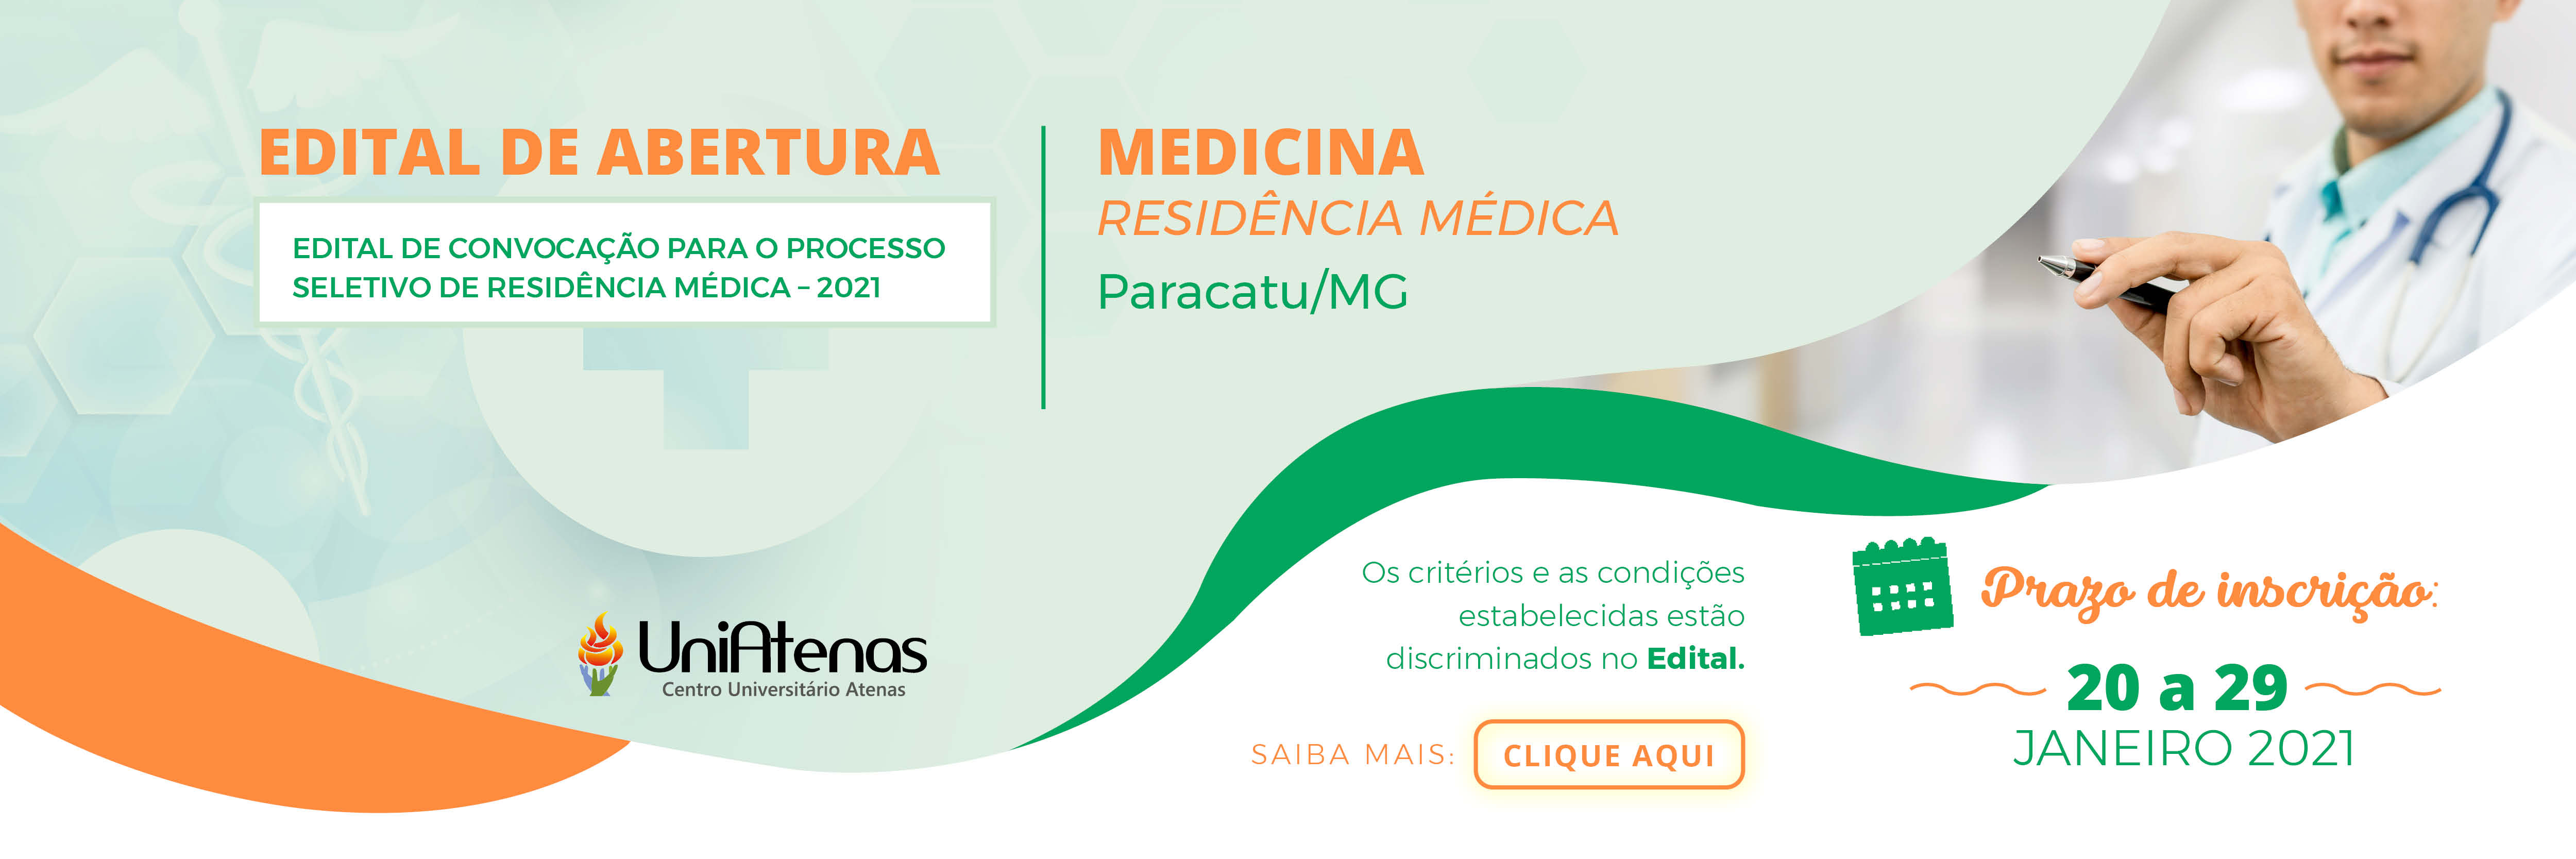 EDITAL DE ABERTURA
EDITAL DE CONVOCAÇÃO PARA O PROCESSO
SELETIVO DE RESIDÊNCIA MÉDICA – 2021
MEDICINA
RESIDÊNCIA MÉDICA
Paracatu/MG
UniAtenas
Centro Universitário Atenas
Os critérios e as condições
estabelecidas estão
discriminados no Edital.
SAIBA MAIS: CLIQUE AQUI
Prazo de inscrição:
20 a 29
JANEIRO 2021